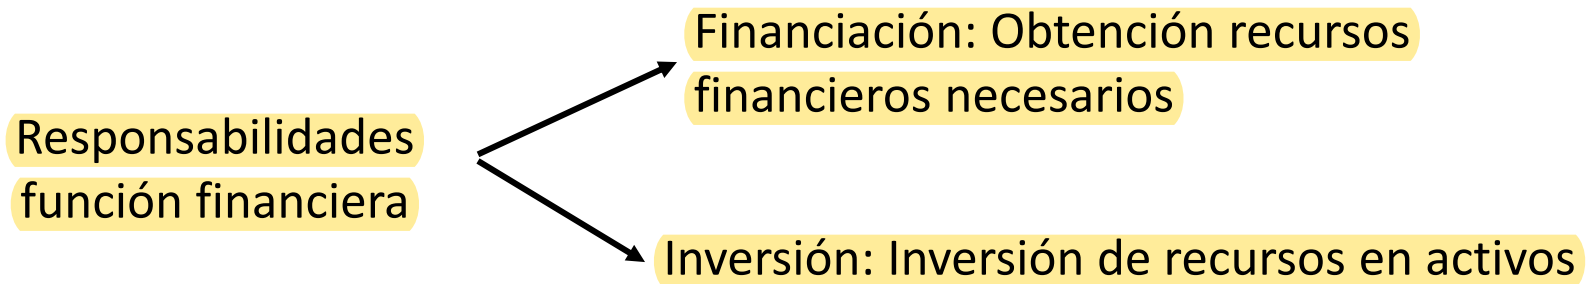 Financiación: Obtención recursos
financieros necesarios
Responsabilidades
función financiera
Inversión: Inversión de recursos en activos